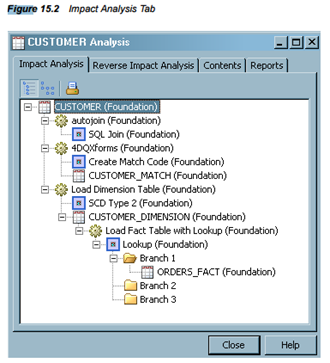 Figure 15.2 Impact Analysis Tab
CUSTOMER Analysis
Impact Analysis Reverse Impact Analysis Contents Reports
CUSTOMER (Foundation)
autojoin (Foundation)
SQL Join (Foundation)
4DQXforms (Foundation)
Create Match Code (Foundation)
CUSTOMER_MATCH (Foundation)
Load Dimension Table (Foundation)
SCD Type 2 (Foundation)
CUSTOMER_DIMENSION (Foundation)
Load Fact Table with Lookup (Foundation)
Lookup (Foundation)
Branch 1
ORDERS_FACT (Foundation)
Branch 2
Branch 3
Close Help